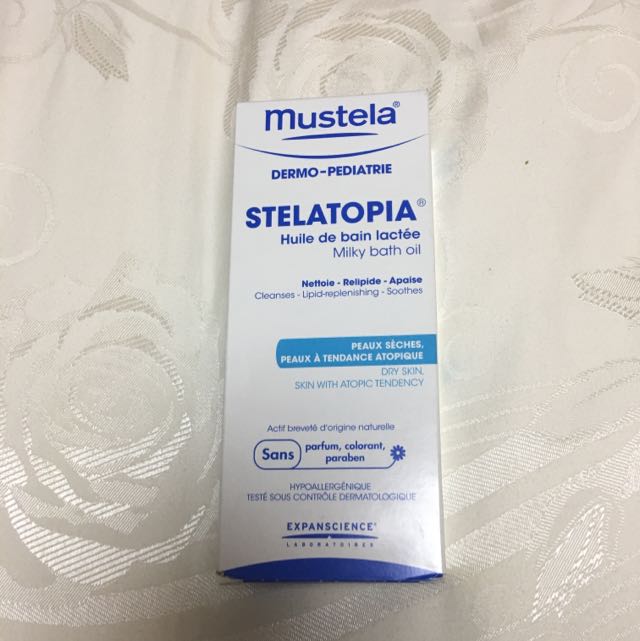 mustela®
DERMO-PEDIATRIE
STELATOPIA®
Huile de bain lactée
Milky bath oil
Nettoie - Relipide - Apaise
Cleanses - Lipid-replenishing - Soothes
PEAUX SÈCHES,
PEAUX À TENDANCE ATOPIQUE
DRY SKIN,
SKIN WITH ATOPIC TENDENCY
Actif breveté d'origine naturelle
Sans parfum, colorant,
paraben
HYPOALLERGÉNIQUE
TESTÉ SOUS CONTRÔLE DERMATOLOGIQUE
EXPANSCIENCE®
LABORATOIRES